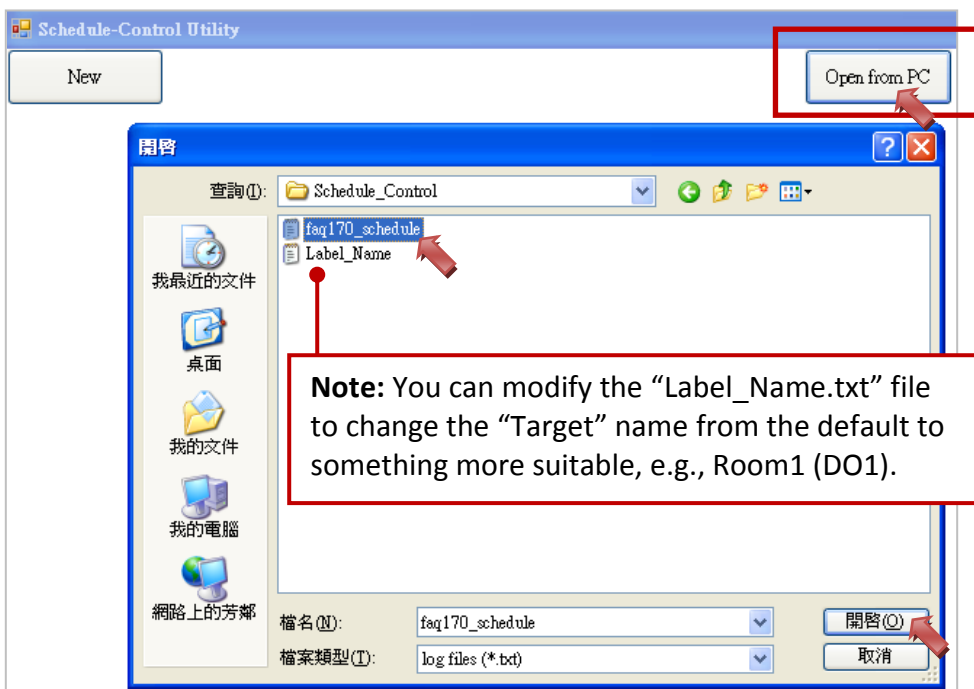 Schedule-Control Utility
New
Open from PC
開啓
查詢(I):
Schedule_Control
faq170_schedule
Label_Name
我最近的文件
桌面
我的文件
我的電腦
網路上的芳鄰
Note: You can modify the “Label_Name.txt” file
to change the “Target” name from the default to
something more suitable, e.g., Room1 (DO1).
檔名(N):
faq170_schedule
開啓(O)
檔案類型(T):
log files (*.txt)
取消